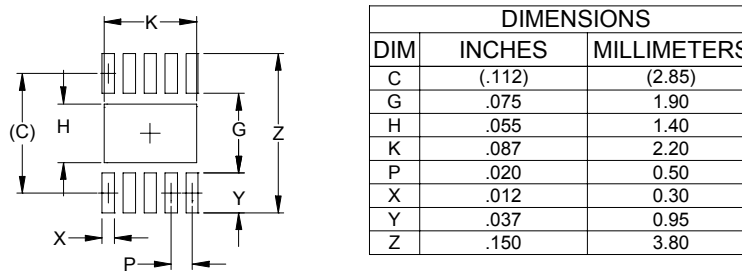 K
(C)
H
G
Z
Y
X
P
DIMENSIONS
DIM INCHES MILLIMETERS
C (.112) (2.85)
G .075 1.90
H .055 1.40
K .087 2.20
P .020 0.50
X .012 0.30
Y .037 0.95
Z .150 3.80